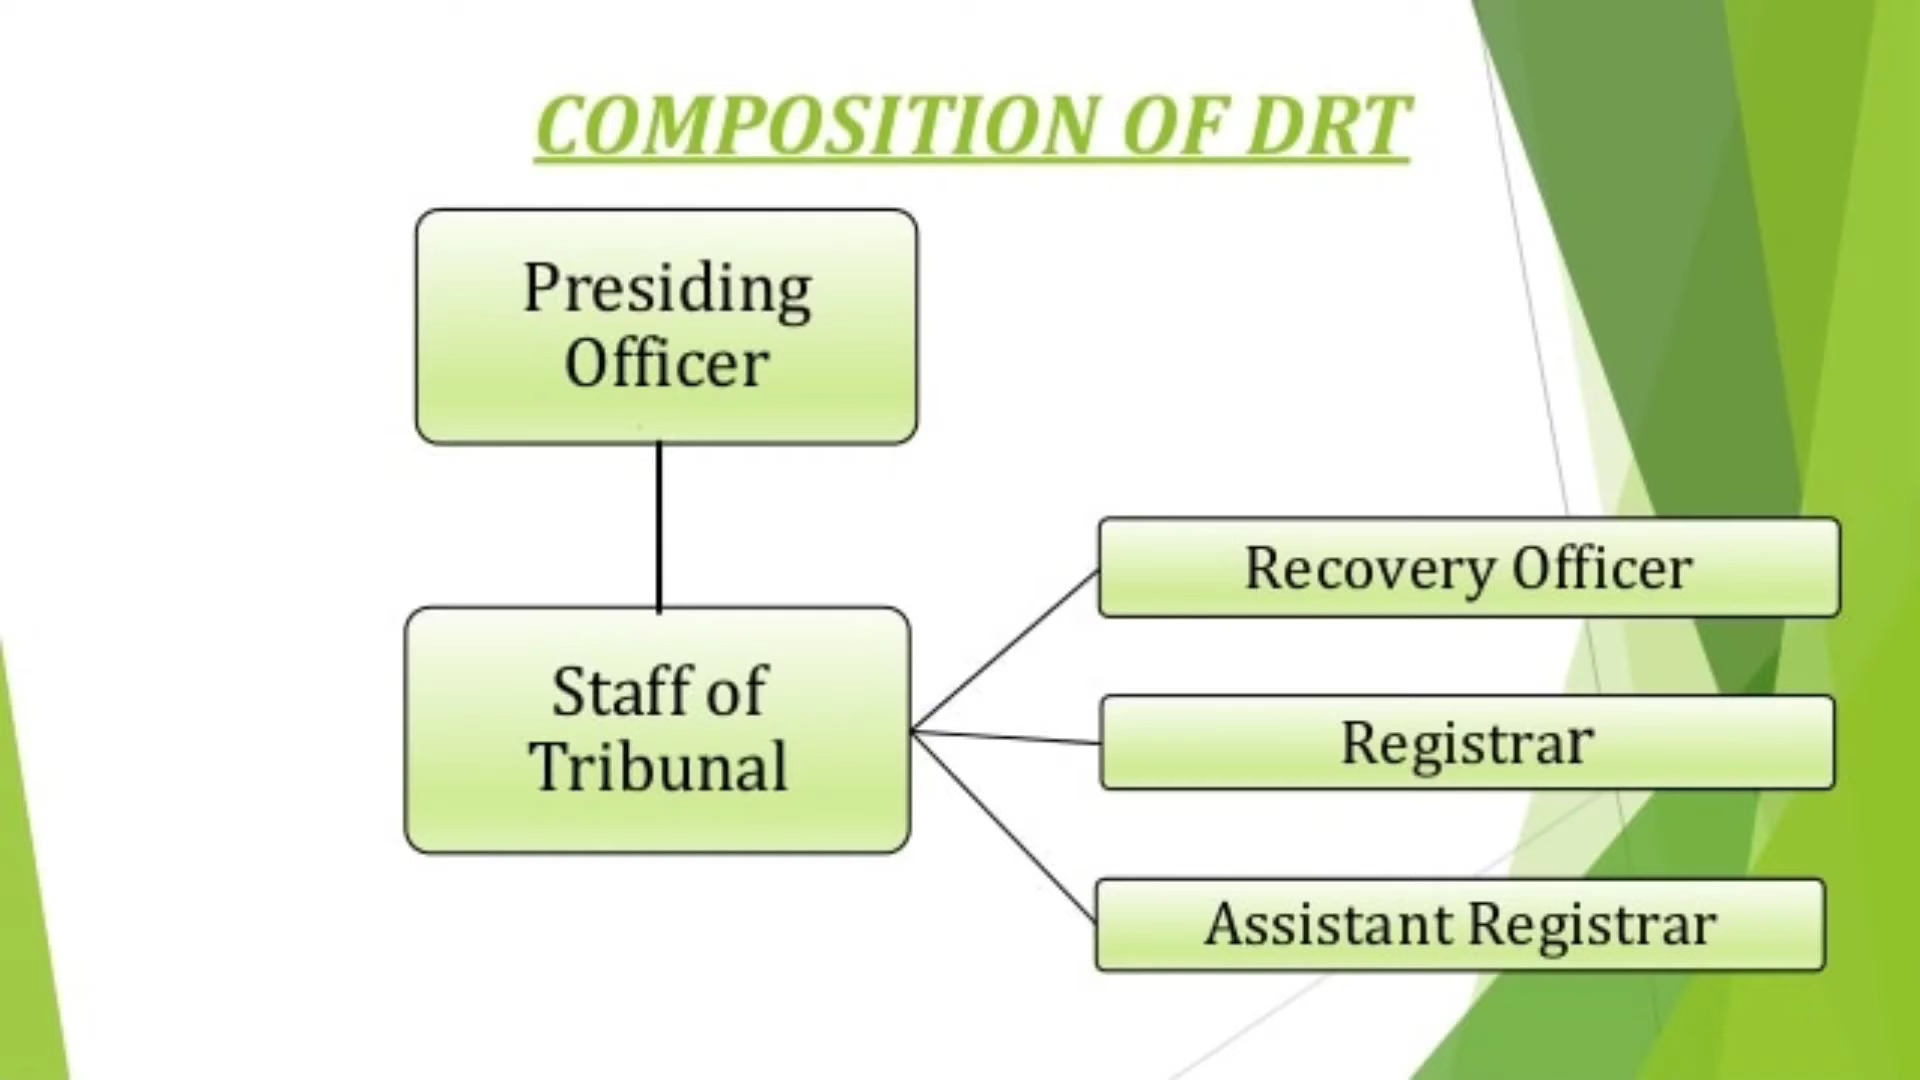 COMPOSITION OF DRT
Presiding
Officer
Staff of
Tribunal
Recovery Officer
Registrar
Assistant Registrar